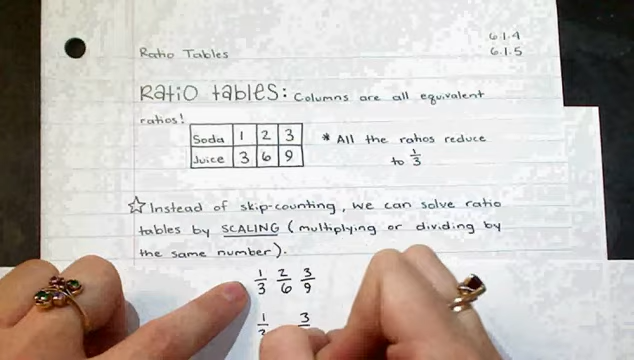 6.1.4
Ratio Tables 6.1.5
Ratio tables: Columns are all equivalent
ratios!
Soda 1 2 3 * All the ratios reduce
Juice 3 6 9 to 1/3
☆ Instead of skip-counting, we can solve ratio
tables by SCALING (multiplying or dividing by
the same number).
1/3 2/6 3/9
1 3